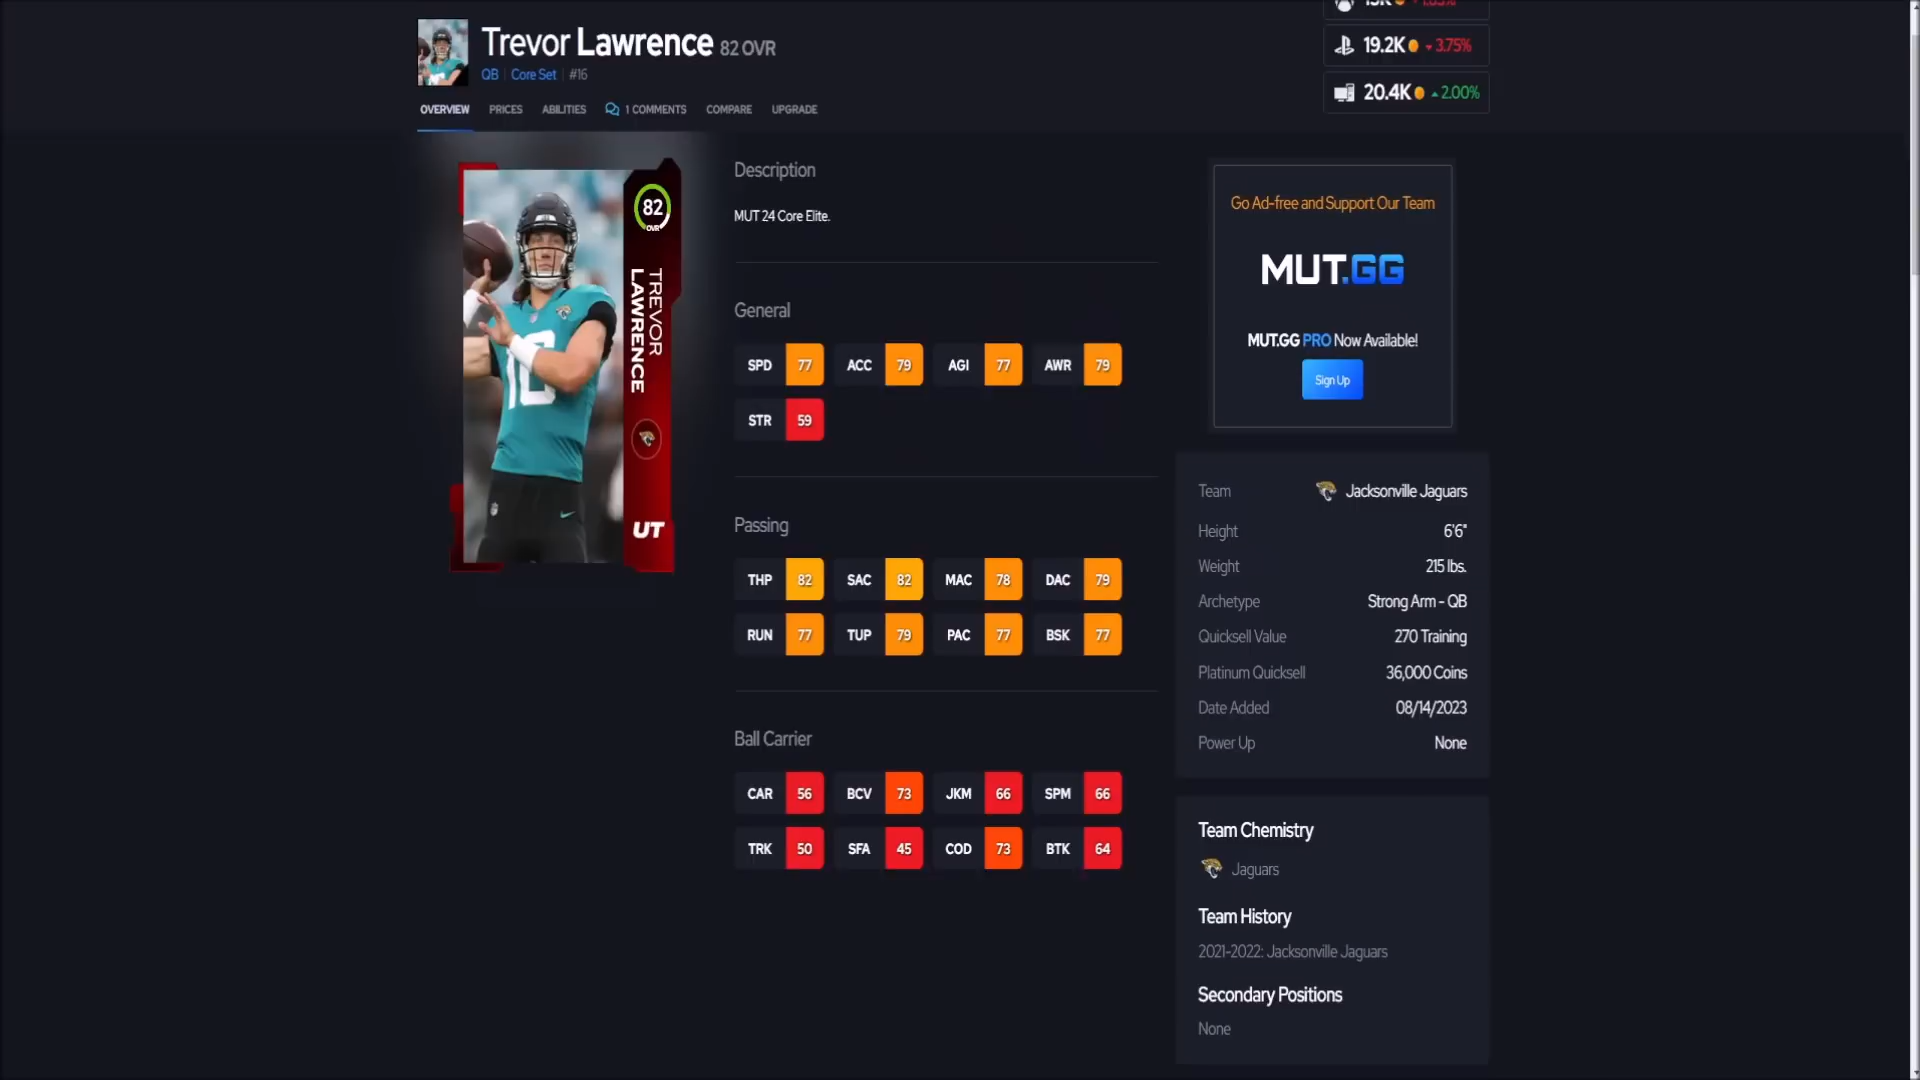 Trevor Lawrence 82 OVR
QB Core Set #16
OVERVIEW PRICES ABILITIES 1 COMMENTS COMPARE UPGRADE
19.2K 3.75%
20.4K 2.00%
82
OVR
TREVOR
LAWRENCE
16
UT
Description
MUT 24 Core Elite.
General
SPD 77 ACC 79 AGI 77 AWR 79
STR 59
Passing
THP 82 SAC 82 MAC 78 DAC 79
RUN 77 TUP 79 PAC 77 BSK 77
Ball Carrier
CAR 56 BCV 73 JKM 66 SPM 66
TRK 50 SFA 45 COD 73 BTK 64
Go Ad-free and Support Our Team
MUT.GG
MUT.GG PRO Now Available!
Sign Up
Team Jacksonville Jaguars
Height 6'6"
Weight 215 lbs.
Archetype Strong Arm - QB
Quicksell Value 270 Training
Platinum Quicksell 36,000 Coins
Date Added 08/14/2023
Power Up None
Team Chemistry
Jaguars
Team History
2021-2022: Jacksonville Jaguars
Secondary Positions
None